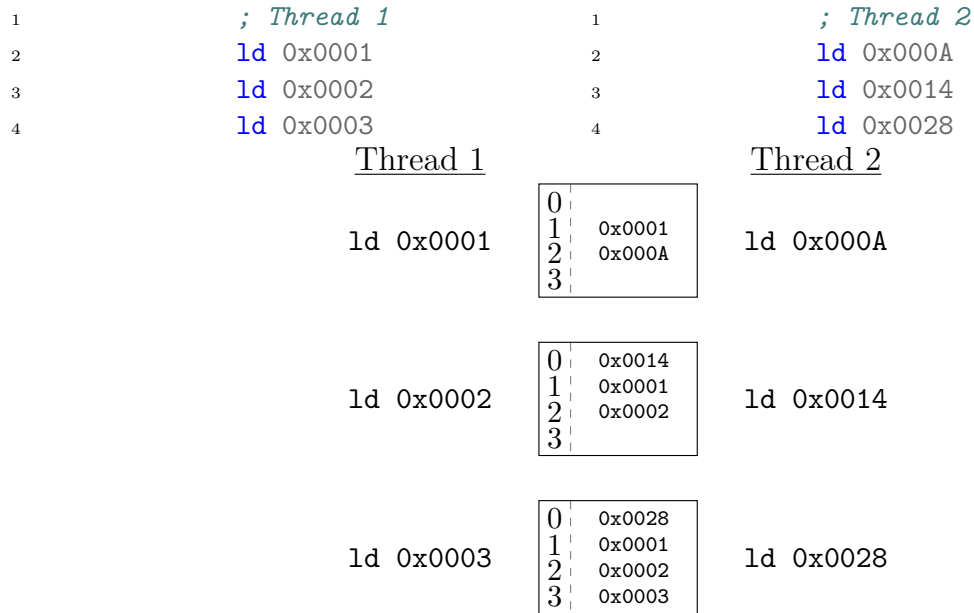 1 ; Thread 1 1 ; Thread 2
2 ld 0x0001 2 ld 0x000A
3 ld 0x0002 3 ld 0x0014
4 ld 0x0003 4 ld 0x0028
Thread 1 Thread 2
0
1 0x0001
ld 0x0001 ld 0x000A
2 0x000A
3
0 0x0014
1 0x0001
ld 0x0002 ld 0x0014
2 0x0002
3
0 0x0028
1 0x0001
ld 0x0003 ld 0x0028
2 0x0002
3 0x0003